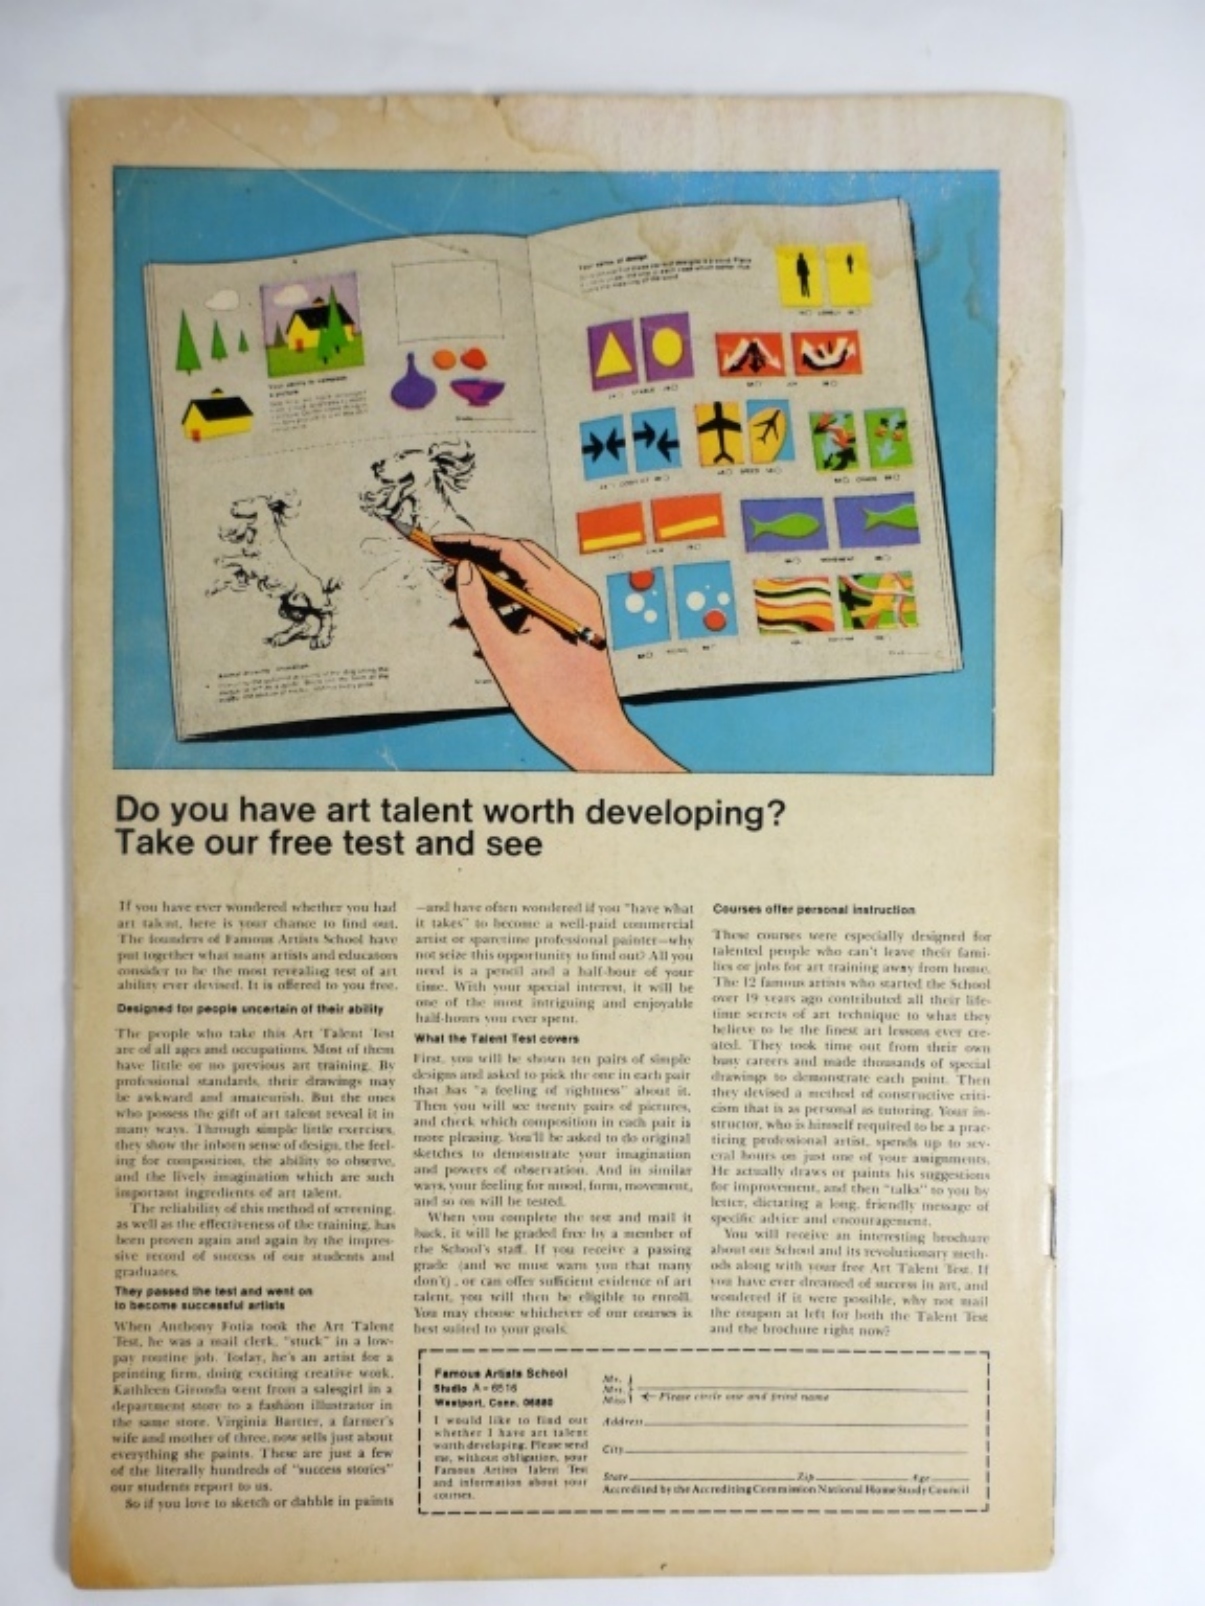 Your sense of design
Your ability to complete
a picture
Do you have art talent worth developing?
Take our free test and see
If you have ever wondered whether you had
art talent, here is your chance to find out.
The founders of Famous Artists School have
put together what many artists and educators
consider to be the most revealing test of art
ability ever devised. It is offered to you free.
Designed for people uncertain of their ability
The people who take this Art Talent Test
are of all ages and occupations. Most of them
have little or no previous art training. By
professional standards, their drawings may
be awkward and amateurish. But the ones
who possess the gift of art talent reveal it in
many ways. Through simple little exercises,
they show the inborn sense of design, the feel-
ing for composition, the ability to observe,
and the lively imagination which are such
important ingredients of art talent.
The reliability of this method of screening,
as well as the effectiveness of the training, has
been proven again and again by the impres-
sive record of success of our students and
graduates.
They passed the test and went on
to become successful artists
When Anthony Fotia took the Art Talent
Test, he was a mail clerk, "stuck" in a low-
pay routine job. Today, he's an artist for a
printing firm, doing exciting creative work.
Kathleen Gironda went from a salesgirl in a
department store to a fashion illustrator in
the same store. Virginia Bartter, a farmer's
wife and mother of three, now sells just about
everything she paints. These are just a few
of the literally hundreds of "success stories"
our students report to us.
So if you love to sketch or dabble in paints
—and have often wondered if you "have what
it takes" to become a well-paid commercial
artist or sparetime professional painter—why
not seize this opportunity to find out? All you
need is a pencil and a half-hour of your
time. With your special interest, it will be
one of the most intriguing and enjoyable
half-hours you ever spent.
What the Talent Test covers
First, you will be shown ten pairs of simple
designs and asked to pick the one in each pair
that has "a feeling of rightness" about it.
Then you will see twenty pairs of pictures,
and check which composition in each pair is
more pleasing. You'll be asked to do original
sketches to demonstrate your imagination
and powers of observation. And in similar
ways, your feeling for mood, form, movement,
and so on will be tested.
When you complete the test and mail it
back, it will be graded free by a member of
the School's staff. If you receive a passing
grade (and we must warn you that many
don't) , or can offer sufficient evidence of art
talent, you will then be eligible to enroll.
You may choose whichever of our courses is
best suited to your goals.
Courses offer personal instruction
These courses were especially designed for
talented people who can't leave their fami-
lies or jobs for art training away from home.
The 12 famous artists who started the School
over 19 years ago contributed all their life-
time secrets of art technique to what they
believe to be the finest art lessons ever cre-
ated. They took time out from their own
busy careers and made thousands of special
drawings to demonstrate each point. Then
they devised a method of constructive criti-
cism that is as personal as tutoring. Your in-
structor, who is himself required to be a prac-
ticing professional artist, spends up to sev-
eral hours on just one of your assignments.
He actually draws or paints his suggestions
for improvement, and then "talks" to you by
letter, dictating a long, friendly message of
specific advice and encouragement.
You will receive an interesting brochure
about our School and its revolutionary meth-
ods along with your free Art Talent Test. If
you have ever dreamed of success in art, and
wondered if it were possible, why not mail
the coupon at left for both the Talent Test
and the brochure right now?
Famous Artists School
Studio A-6516
Westport, Conn. 06880
I would like to find out
whether I have art talent
worth developing. Please send
me, without obligation, your
Famous Artists Talent Test
and information about your
courses.
Mr.
Mrs.
Miss
Please circle one and print name
Address
City
State Zip Age
Accredited by the Accrediting Commission National Home Study Council